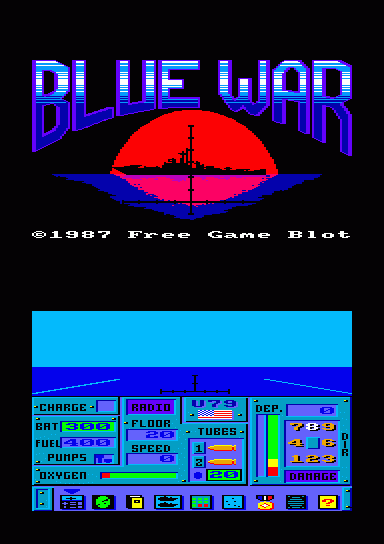 BLUE WAR
©1987 Free Game Blot
CHARGE
RADIO
U79
DEP. 0
BAT 300
FLOOR
20
FUEL 400
TUBES
789
PUMPS
SPEED
0
1
4 6
DIR
2
123
OXYGEN
20
DAMAGE
?